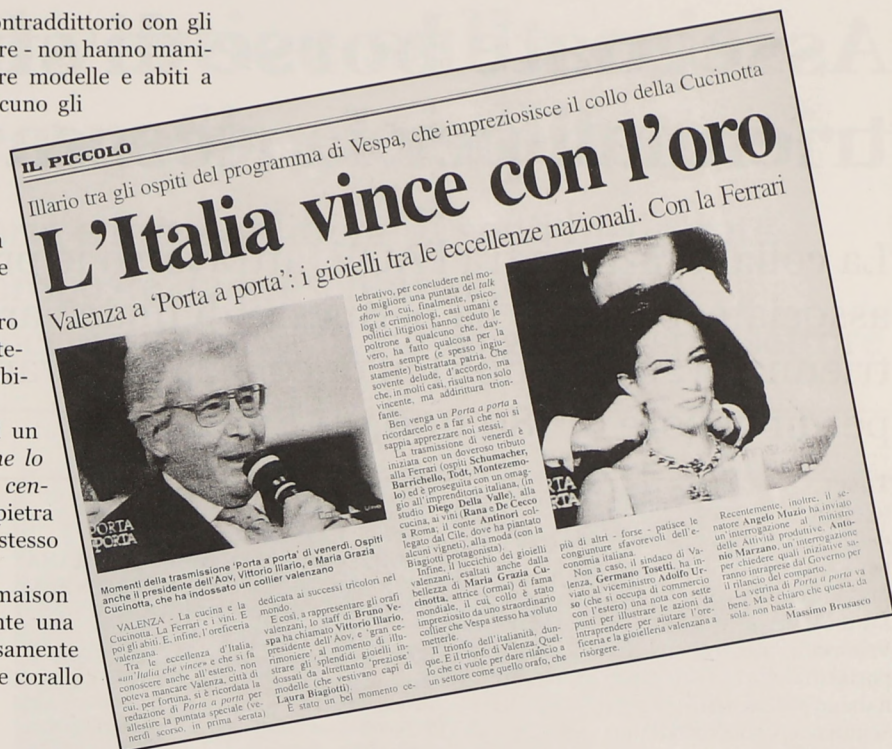 ontraddittorio con gli
re - non hanno mani-
re modelle e abiti a
cuno gli
e
ro
te-
bi-
un
ne lo
cen-
pietra
stesso
maison
nte una
samente
e corallo
IL PICCOLO
Illario tra gli ospiti del programma di Vespa, che impreziosisce il collo della Cucinotta
L'Italia vince con l'oro
Valenza a 'Porta a porta': i gioielli tra le eccellenze nazionali. Con la Ferrari
PORTA
PORTA
Momenti della trasmissione 'Porta a porta' di venerdì. Ospiti
anche il presidente dell'Aov, Vittorio Illario, e Maria Grazia
Cucinotta, che ha indossato un collier valenzano
VALENZA - La cucina e la
Cucinotta. La Ferrari e i vini. E
poi gli abiti. E, infine, l'oreficeria
valenzana.
Tra le eccellenza d'Italia,
«un'Italia che vince» e che si fa
conoscere anche all'estero, non
poteva mancare Valenza, città di
cui, per fortuna, si è ricordata la
redazione di Porta a porta per
allestire la puntata speciale (ve-
nerdì scorso, in prima serata)
dedicata ai successi tricolori nel
mondo.
E così, a rappresentare gli orafi
valenzani, lo staff di Bruno Ve-
spa ha chiamato Vittorio Illario,
presidente dell'Aov, e 'gran ce-
rimoniere' al momento di illu-
strare gli splendidi gioielli in-
dossati da altrettanto 'preziose'
modelle (che vestivano capi di
Laura Biagiotti).
È stato un bel momento ce-
lebrativo, per concludere nel mo-
do migliore una puntata del talk
show in cui, finalmente, psico-
logi e criminologi, casi umani e
politici litigiosi hanno ceduto le
poltrone a qualcuno che, dav-
vero, ha fatto qualcosa per la
nostra sempre (e spesso ingiu-
stamente) bistrattata patria. Che
sovente delude, d'accordo, ma
che, in molti casi, risulta non solo
vincente, ma addirittura trion-
fante.
Ben venga un Porta a porta a
ricordarcelo e a far sì che noi si
sappia apprezzare noi stessi.
La trasmissione di venerdì è
iniziata con un doveroso tributo
alla Ferrari (ospiti Schumacher,
Barrichello, Todt, Montezemo-
lo) ed è proseguita con un omag-
gio all'imprenditoria italiana, (in
studio Diego Della Valle), alla
cucina, ai vini (Rana e De Cecco
a Roma, il conte Antinori col-
legato dal Cile, dove ha piantato
alcuni vigneti), alla moda (con la
Biagiotti protagonista).
Infine, il luccichio dei gioielli
valenzani, esaltati anche dalla
bellezza di Maria Grazia Cu-
cinotta, attrice (ormai) di fama
mondiale, il cui collo è stato
impreziosito da uno straordinario
collier che Vespa stesso ha voluto
metterle.
Il trionfo dell'italianità, dun-
que. E il trionfo di Valenza. Quel-
lo che ci vuole per dare rilancio a
un settore come quello orafo, che
RTA
RTA
più di altri - forse - patisce le
congiunture sfavorevoli dell'e-
conomia italiana.
Non a caso, il sindaco di Va-
lenza, Germano Tosetti, ha in-
viato al viceministro Adolfo Ur-
so (che si occupa di commercio
con l'estero) una nota con sette
punti per illustrare le azioni da
intraprendere per aiutare l'ore-
ficeria e la gioielleria valenzana a
risorgere.
Recentemente, inoltre, il se-
natore Angelo Muzio ha inviato
un'interrogazione al ministro
delle Attività produttive, Anto-
nio Marzano, un'interrogazione
per chiedere quali iniziative sa-
ranno intraprese dal Governo per
il rilancio del comparto.
La vetrina di Porta a porta va
bene. Ma è chiaro che questa, da
sola, non basta.
Massimo Brusasco